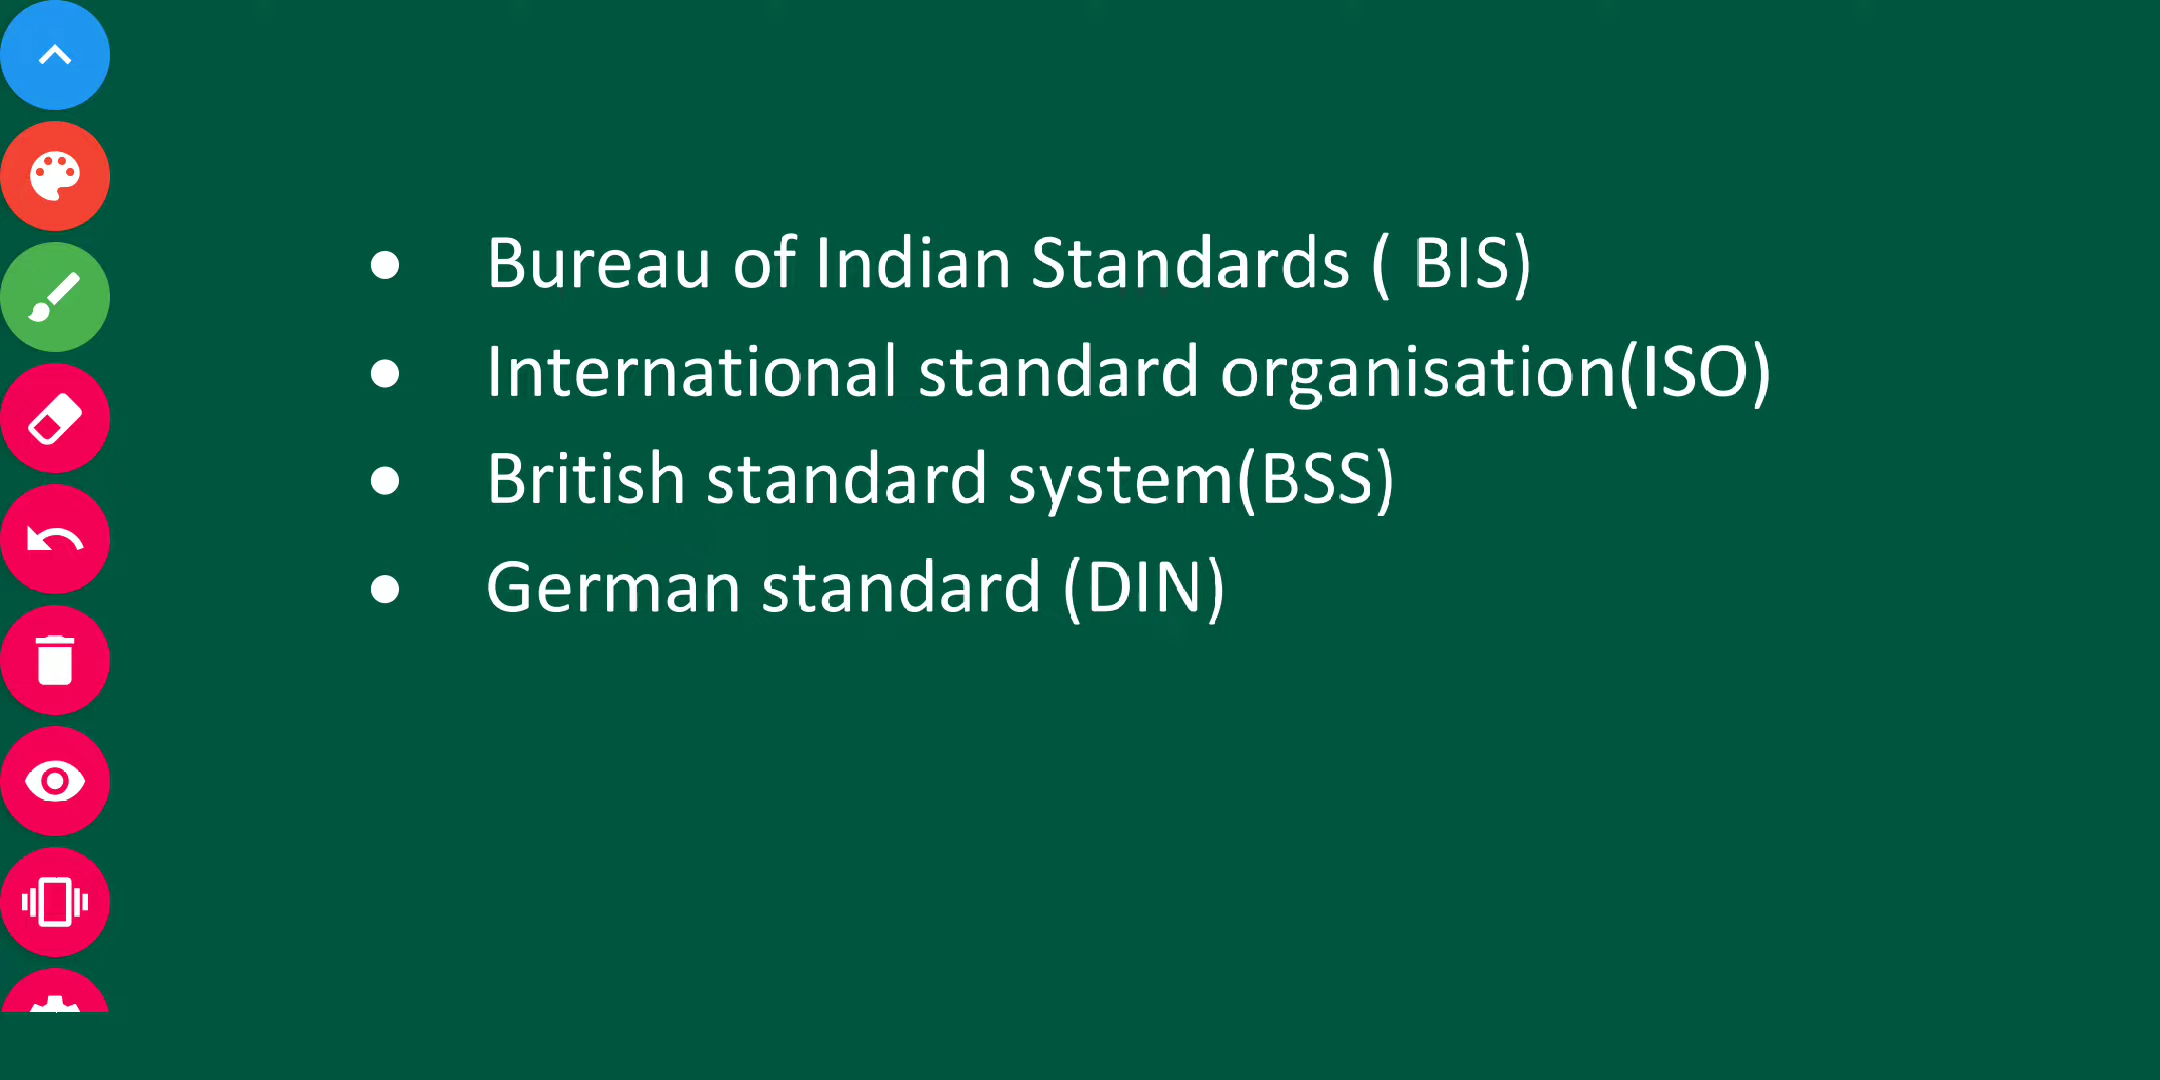 • Bureau of Indian Standards ( BIS)
• International standard organisation(ISO)
• British standard system(BSS)
• German standard (DIN)